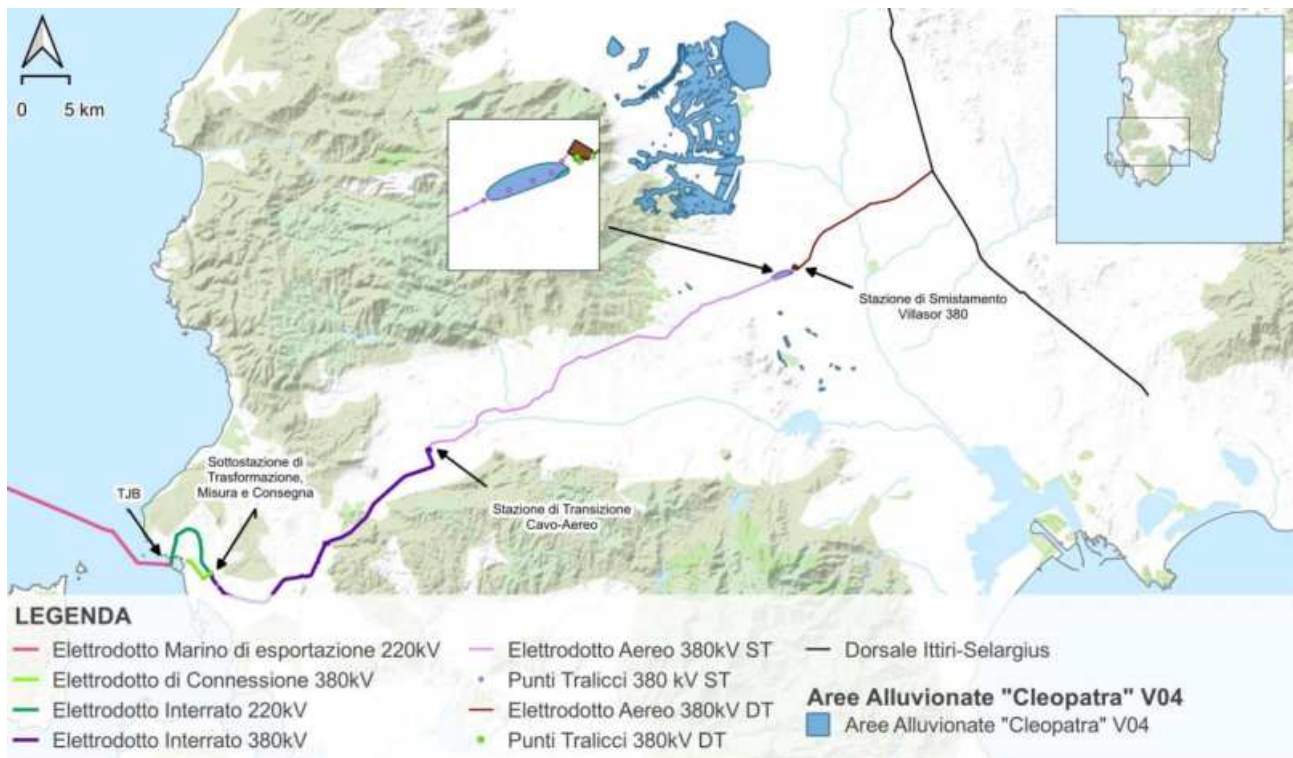 0 5 km
Stazione di Smistamento
Villasor 380
Sottostazione di
Trasformazione,
Misura e Consegna
TJB
Stazione di Transizione
Cavo-Aereo
LEGENDA
Elettrodotto Marino di esportazione 220kV
Elettrodotto di Connessione 380kV
Elettrodotto Interrato 220kV
Elettrodotto Interrato 380kV
Elettrodotto Aereo 380kV ST
Punti Tralicci 380 kV ST
Elettrodotto Aereo 380kV DT
Punti Tralicci 380kV DT
Dorsale Ittiri-Selargius
Aree Alluvionate "Cleopatra" V04
Aree Alluvionate "Cleopatra" V04